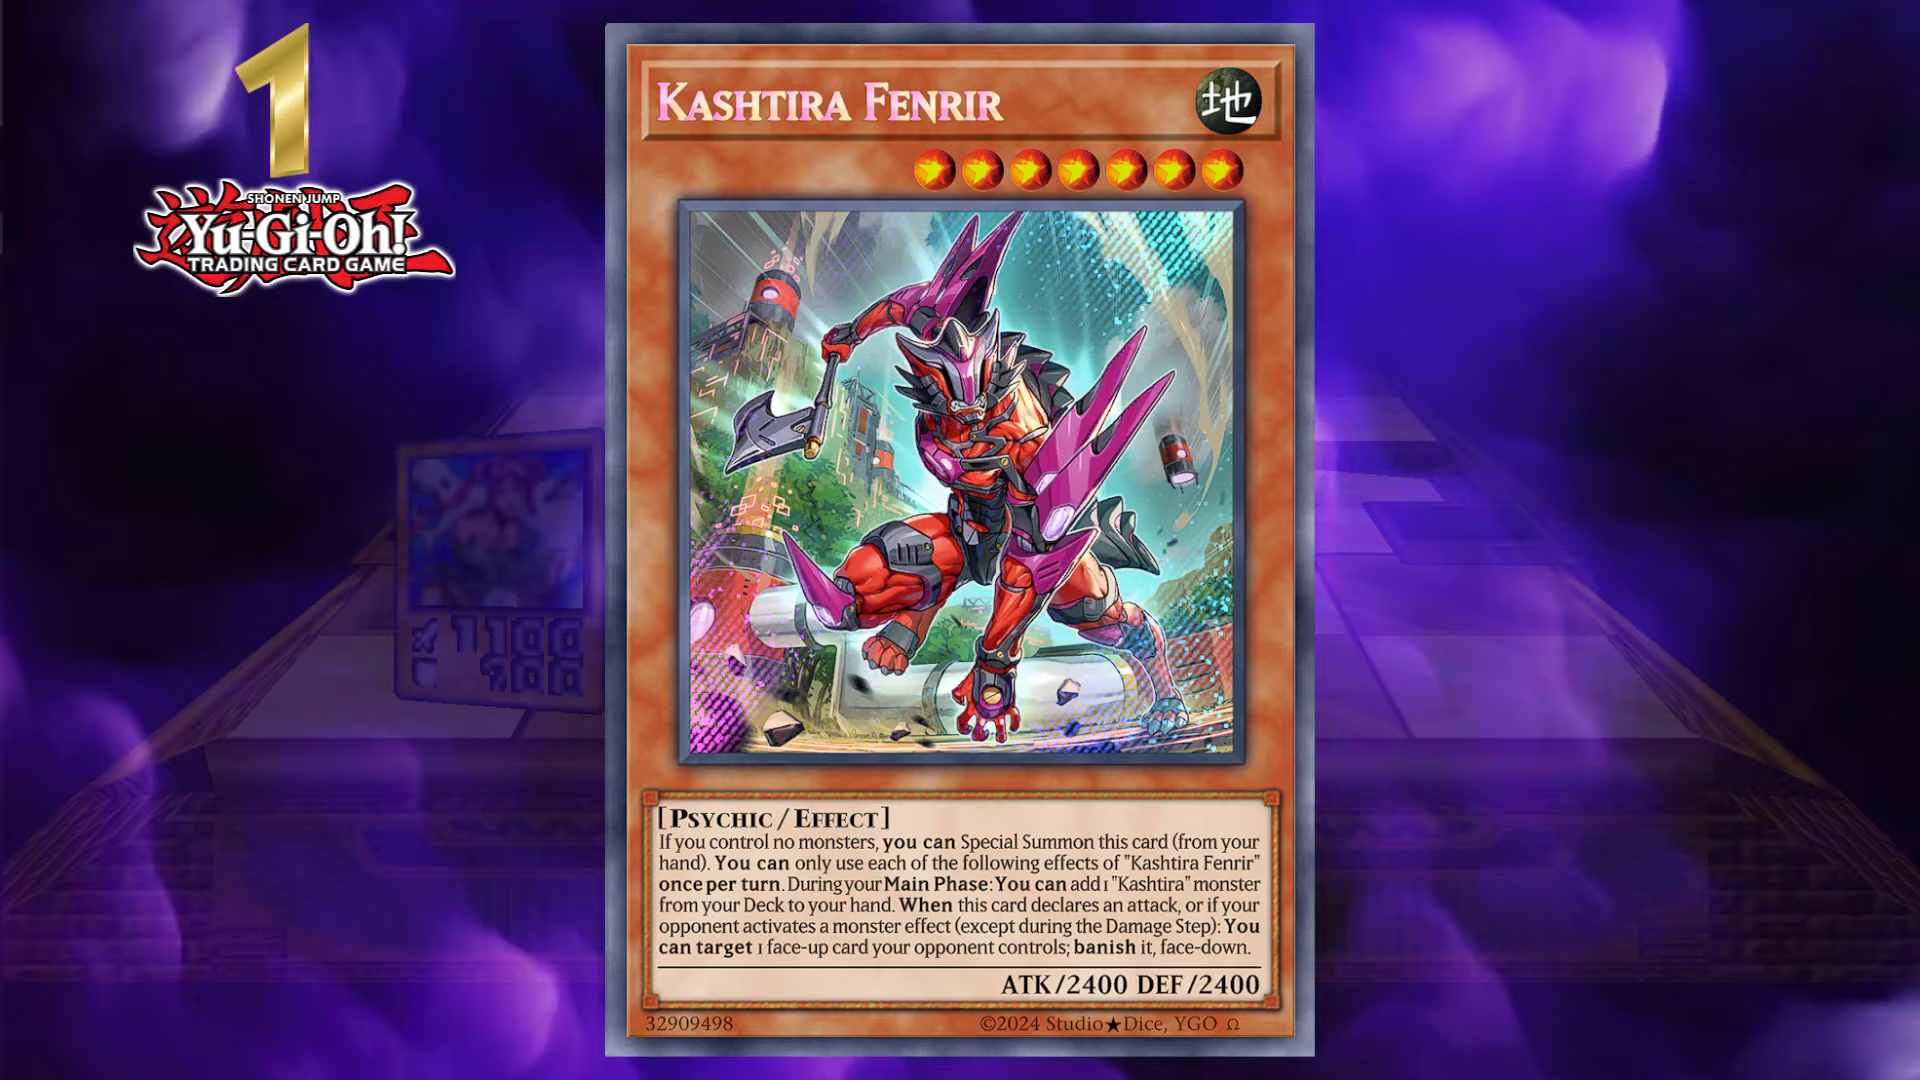 1
SHONEN JUMP
Yu-Gi-Oh!
TRADING CARD GAME
KASHTIRA FENRIR
地
1100
[PSYCHIC/EFFECT]
If you control no monsters, you can Special Summon this card (from your
hand). You can only use each of the following effects of "Kashtira Fenrir"
once per turn. During your Main Phase: You can add 1 "Kashtira" monster
from your Deck to your hand. When this card declares an attack, or if your
opponent activates a monster effect (except during the Damage Step): You
can target 1 face-up card your opponent controls; banish it, face-down.
ATK/2400 DEF/2400
32909498
©2024 Studio★Dice, YGO Ω